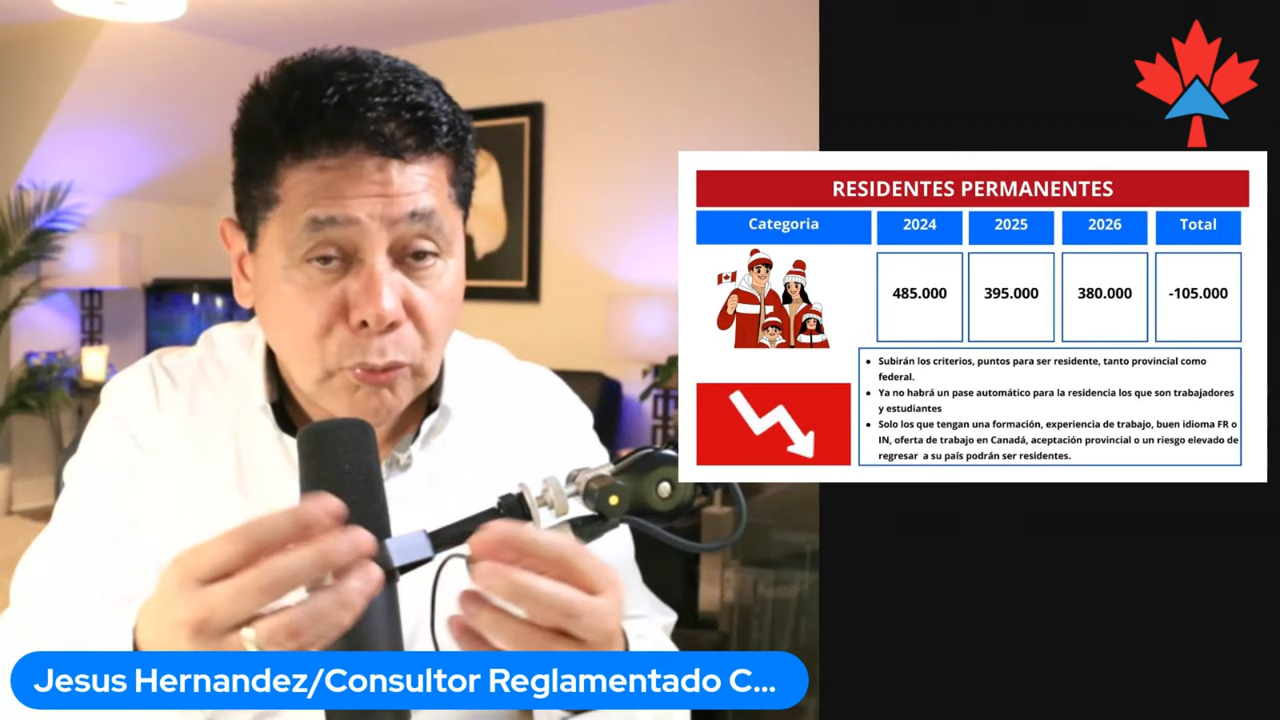 RESIDENTES PERMANENTES
Categoria 2024 2025 2026 Total
485.000 395.000 380.000 -105.000
• Subirán los criterios, puntos para ser residente, tanto provincial como
federal.
• Ya no habrá un pase automático para la residencia los que son trabajadores
y estudiantes
• Solo los que tengan una formación, experiencia de trabajo, buen idioma FR o
IN, oferta de trabajo en Canadá, aceptación provincial o un riesgo elevado de
regresar a su país podrán ser residentes.
Jesus Hernandez/Consultor Reglamentado C...